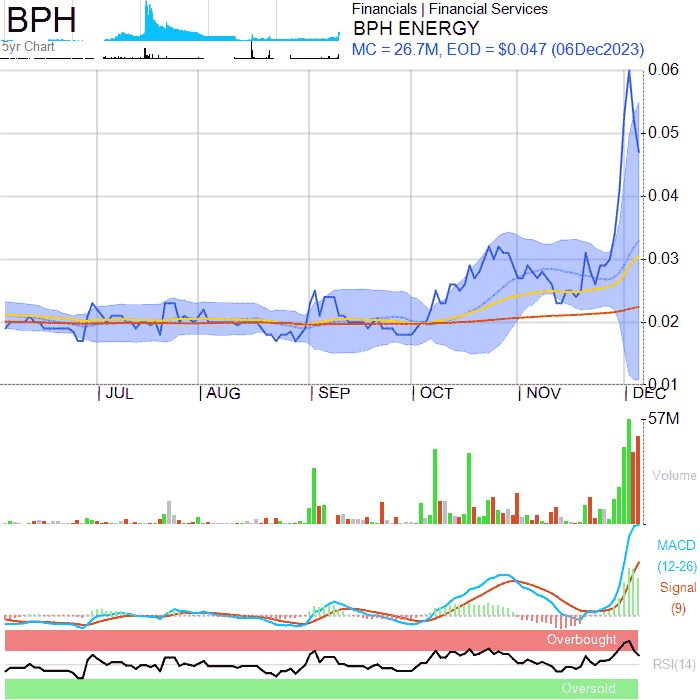 BPH
5yr Chart
Financials | Financial Services
BPH ENERGY
MC = 26.7M, EOD = $0.047 (06Dec2023)
0.06
0.05
0.04
0.03
0.02
0.01
| JUL | AUG | SEP | OCT | NOV | DEC
57M
Volume
MACD
(12-26)
Signal
(9)
Overbought
RSI(14)
Oversold